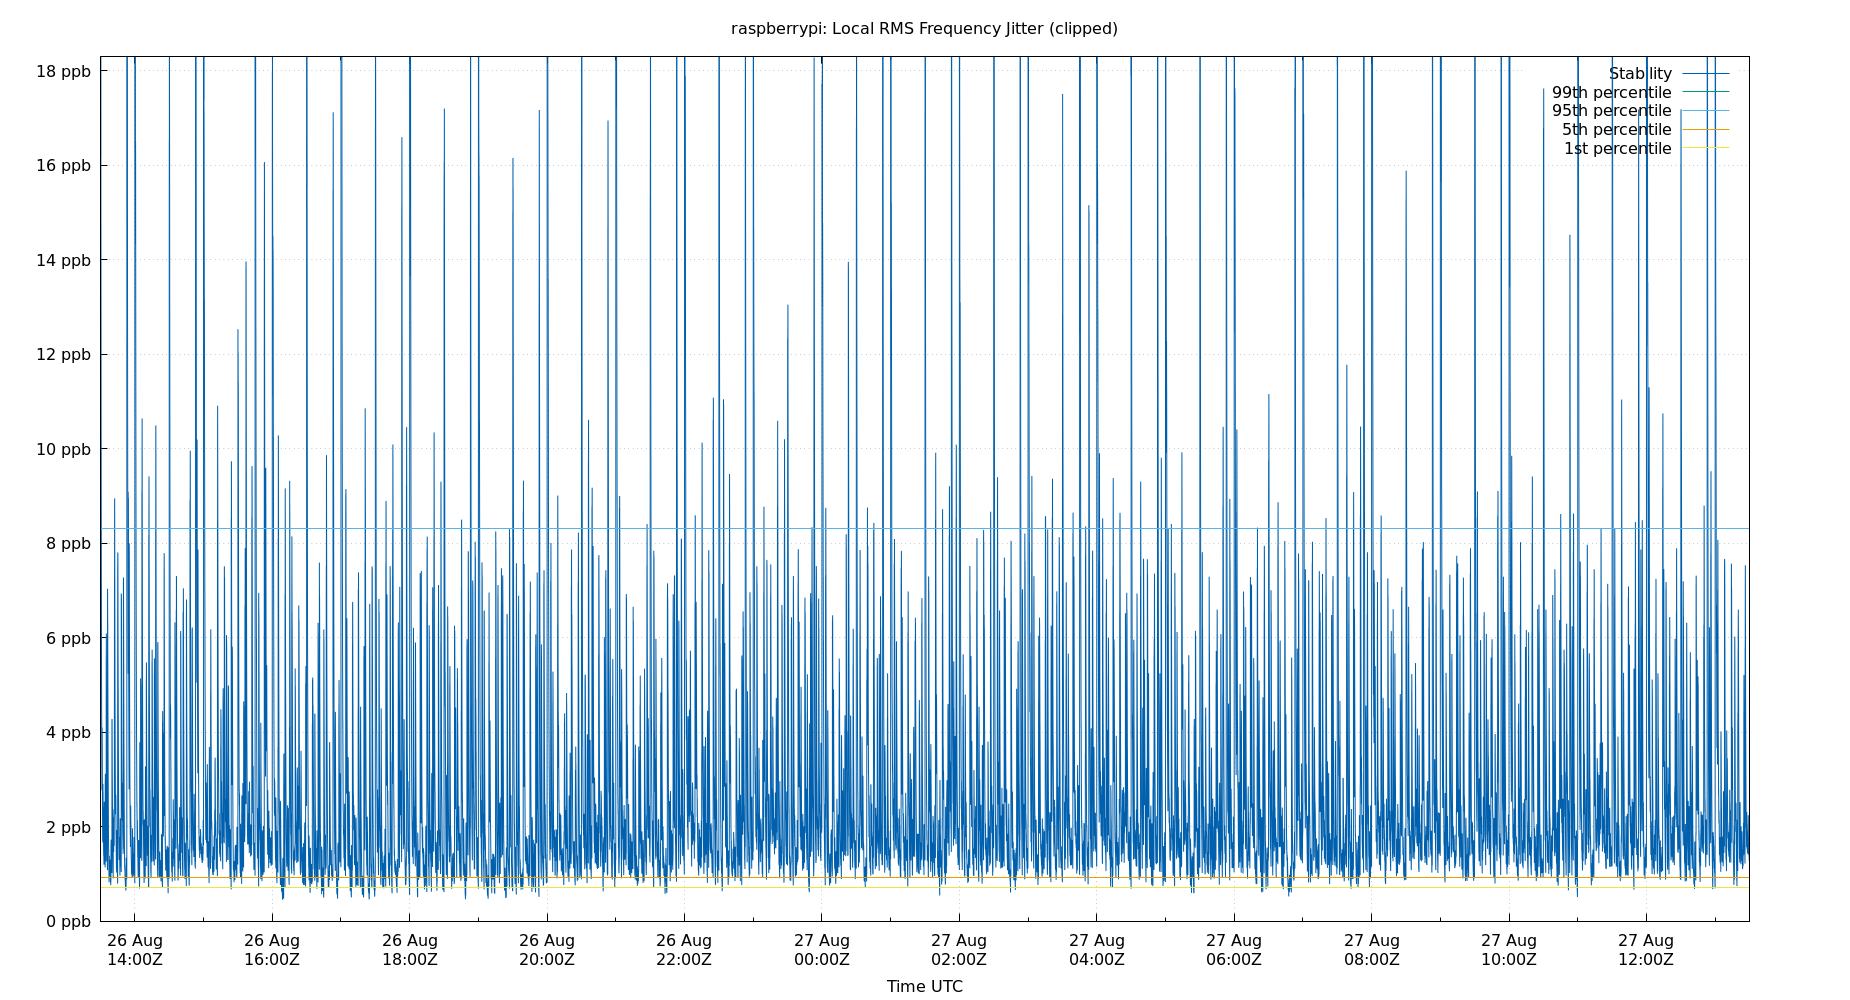 raspberrypi: Local RMS Frequency Jitter (clipped)
18 ppb
16 ppb
14 ppb
12 ppb
10 ppb
8 ppb
6 ppb
4 ppb
2 ppb
0 ppb
Stability
99th percentile
95th percentile
5th percentile
1st percentile
26 Aug 26 Aug 26 Aug 26 Aug 26 Aug 27 Aug 27 Aug 27 Aug 27 Aug 27 Aug 27 Aug 27 Aug
14:00Z 16:00Z 18:00Z 20:00Z 22:00Z 00:00Z 02:00Z 04:00Z 06:00Z 08:00Z 10:00Z 12:00Z
Time UTC